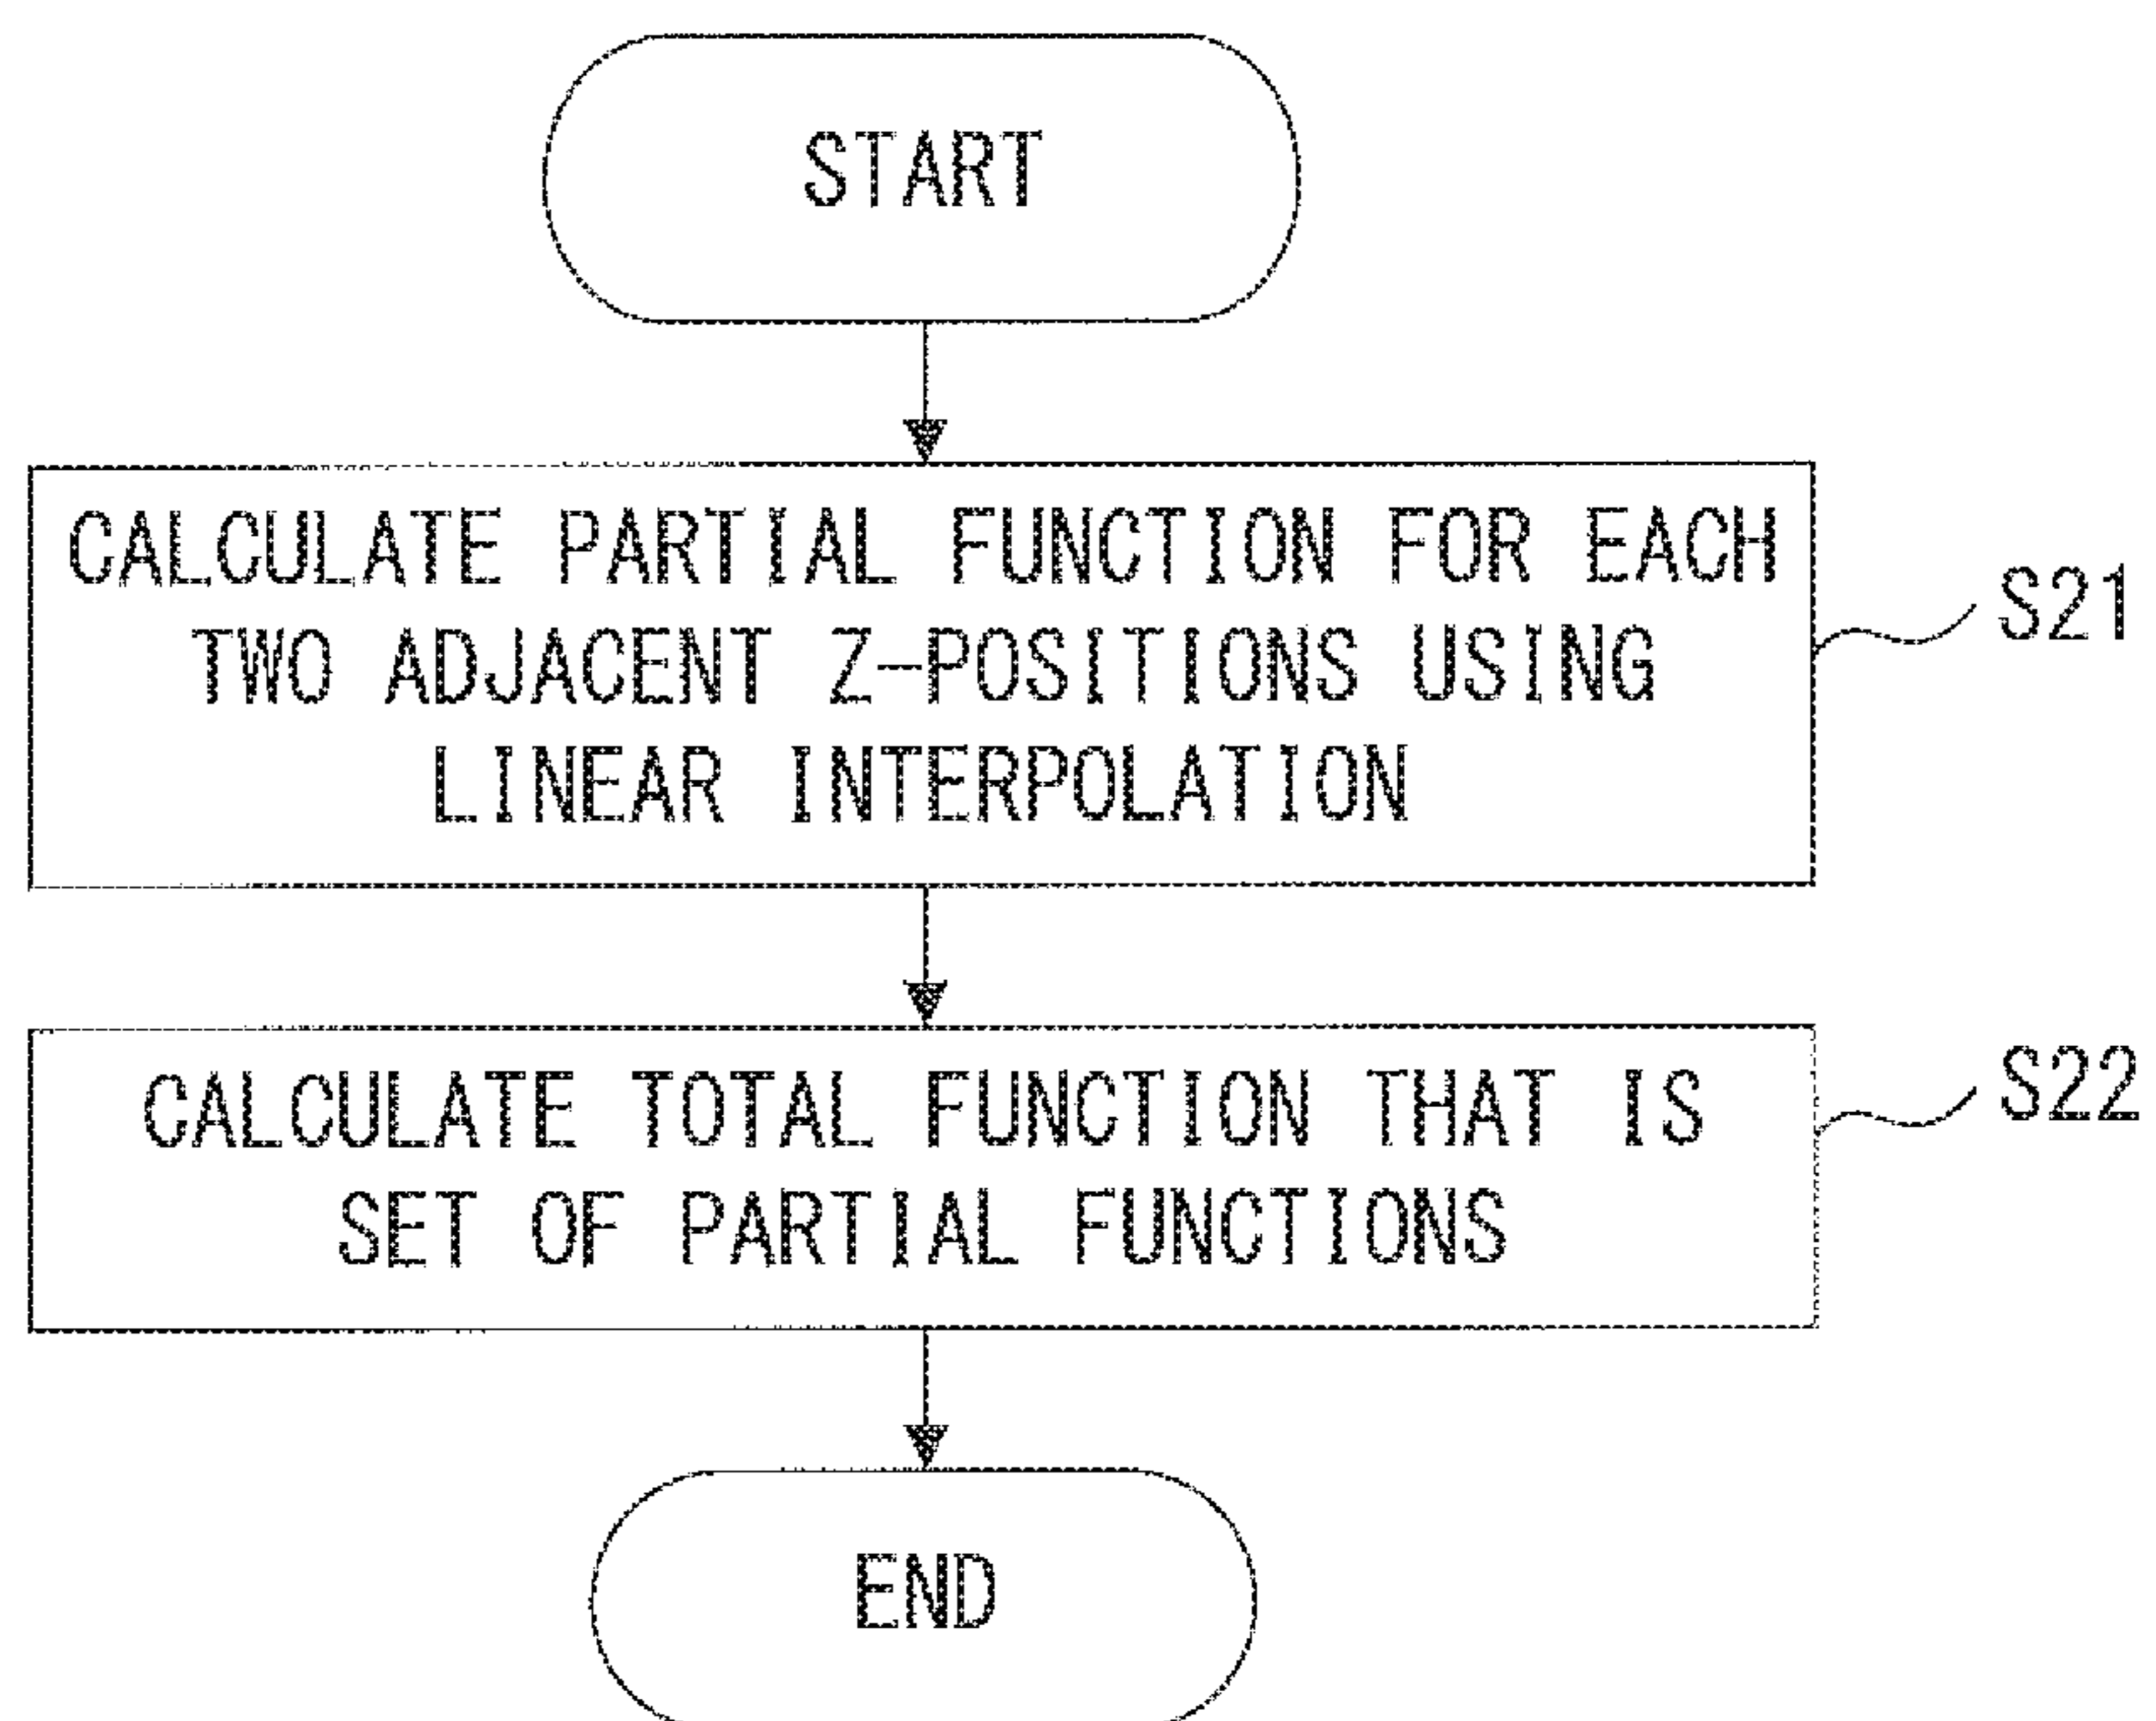 START
CALCULATE PARTIAL FUNCTION FOR EACH
TWO ADJACENT Z-POSITIONS USING
LINEAR INTERPOLATION
S21
CALCULATE TOTAL FUNCTION THAT IS
SET OF PARTIAL FUNCTIONS
S22
END